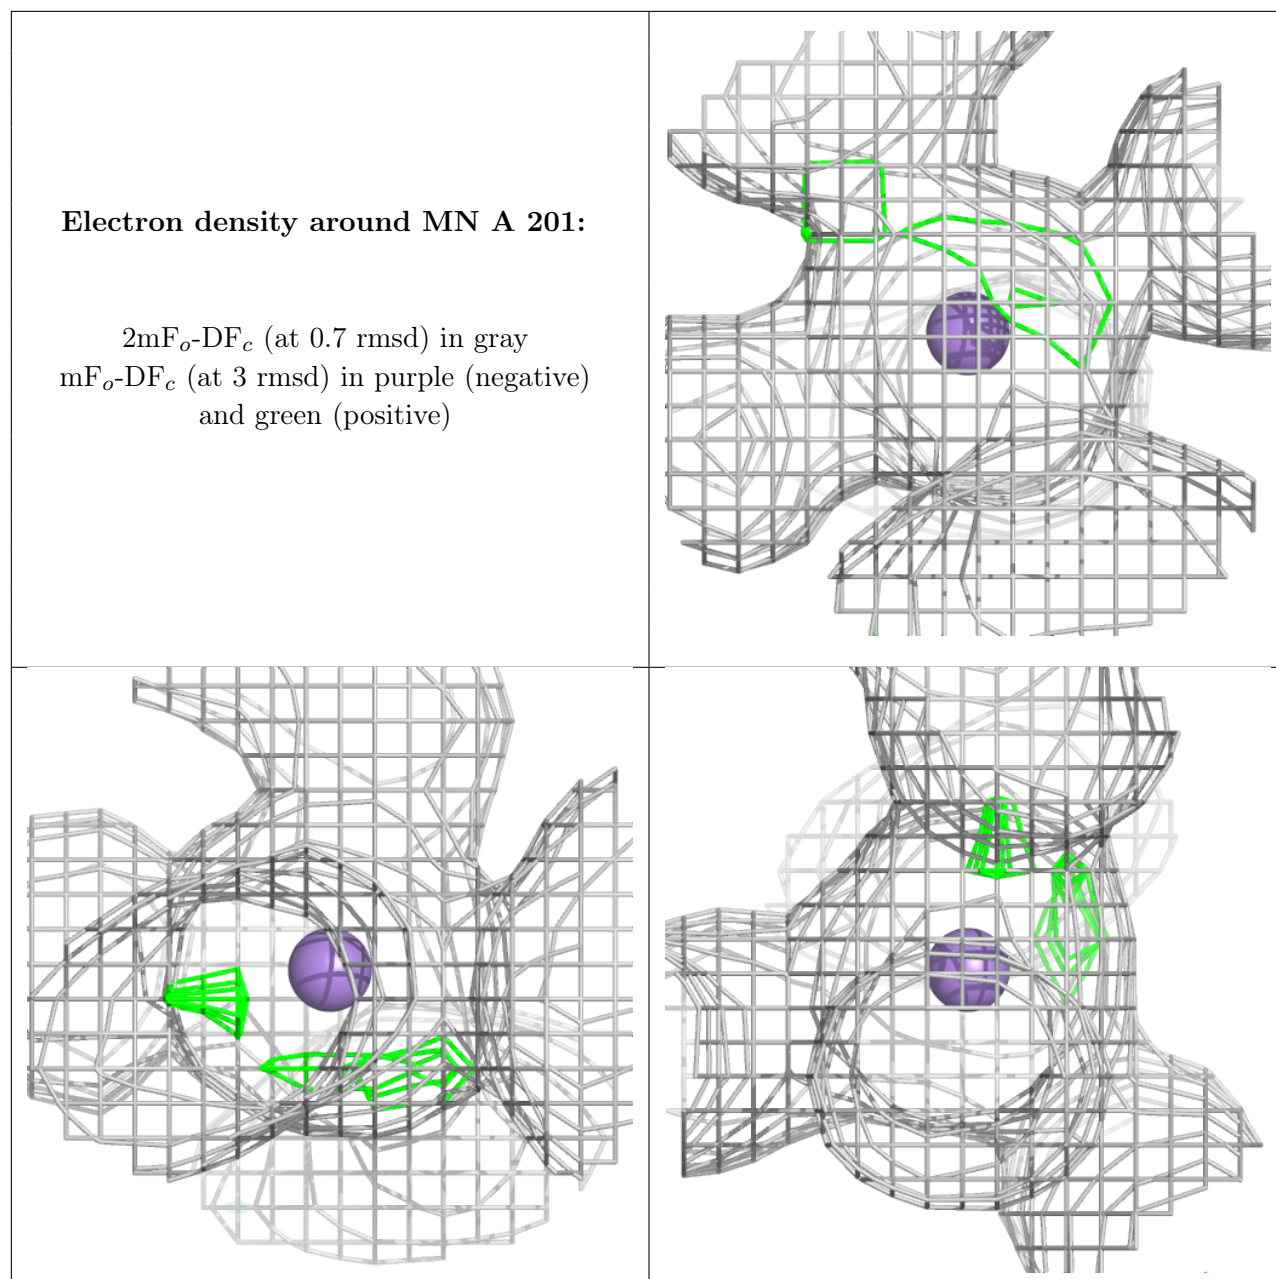 Electron density around MN A 201:
2mFo-DFc (at 0.7 rmsd) in gray
mFo-DFc (at 3 rmsd) in purple (negative)
and green (positive)